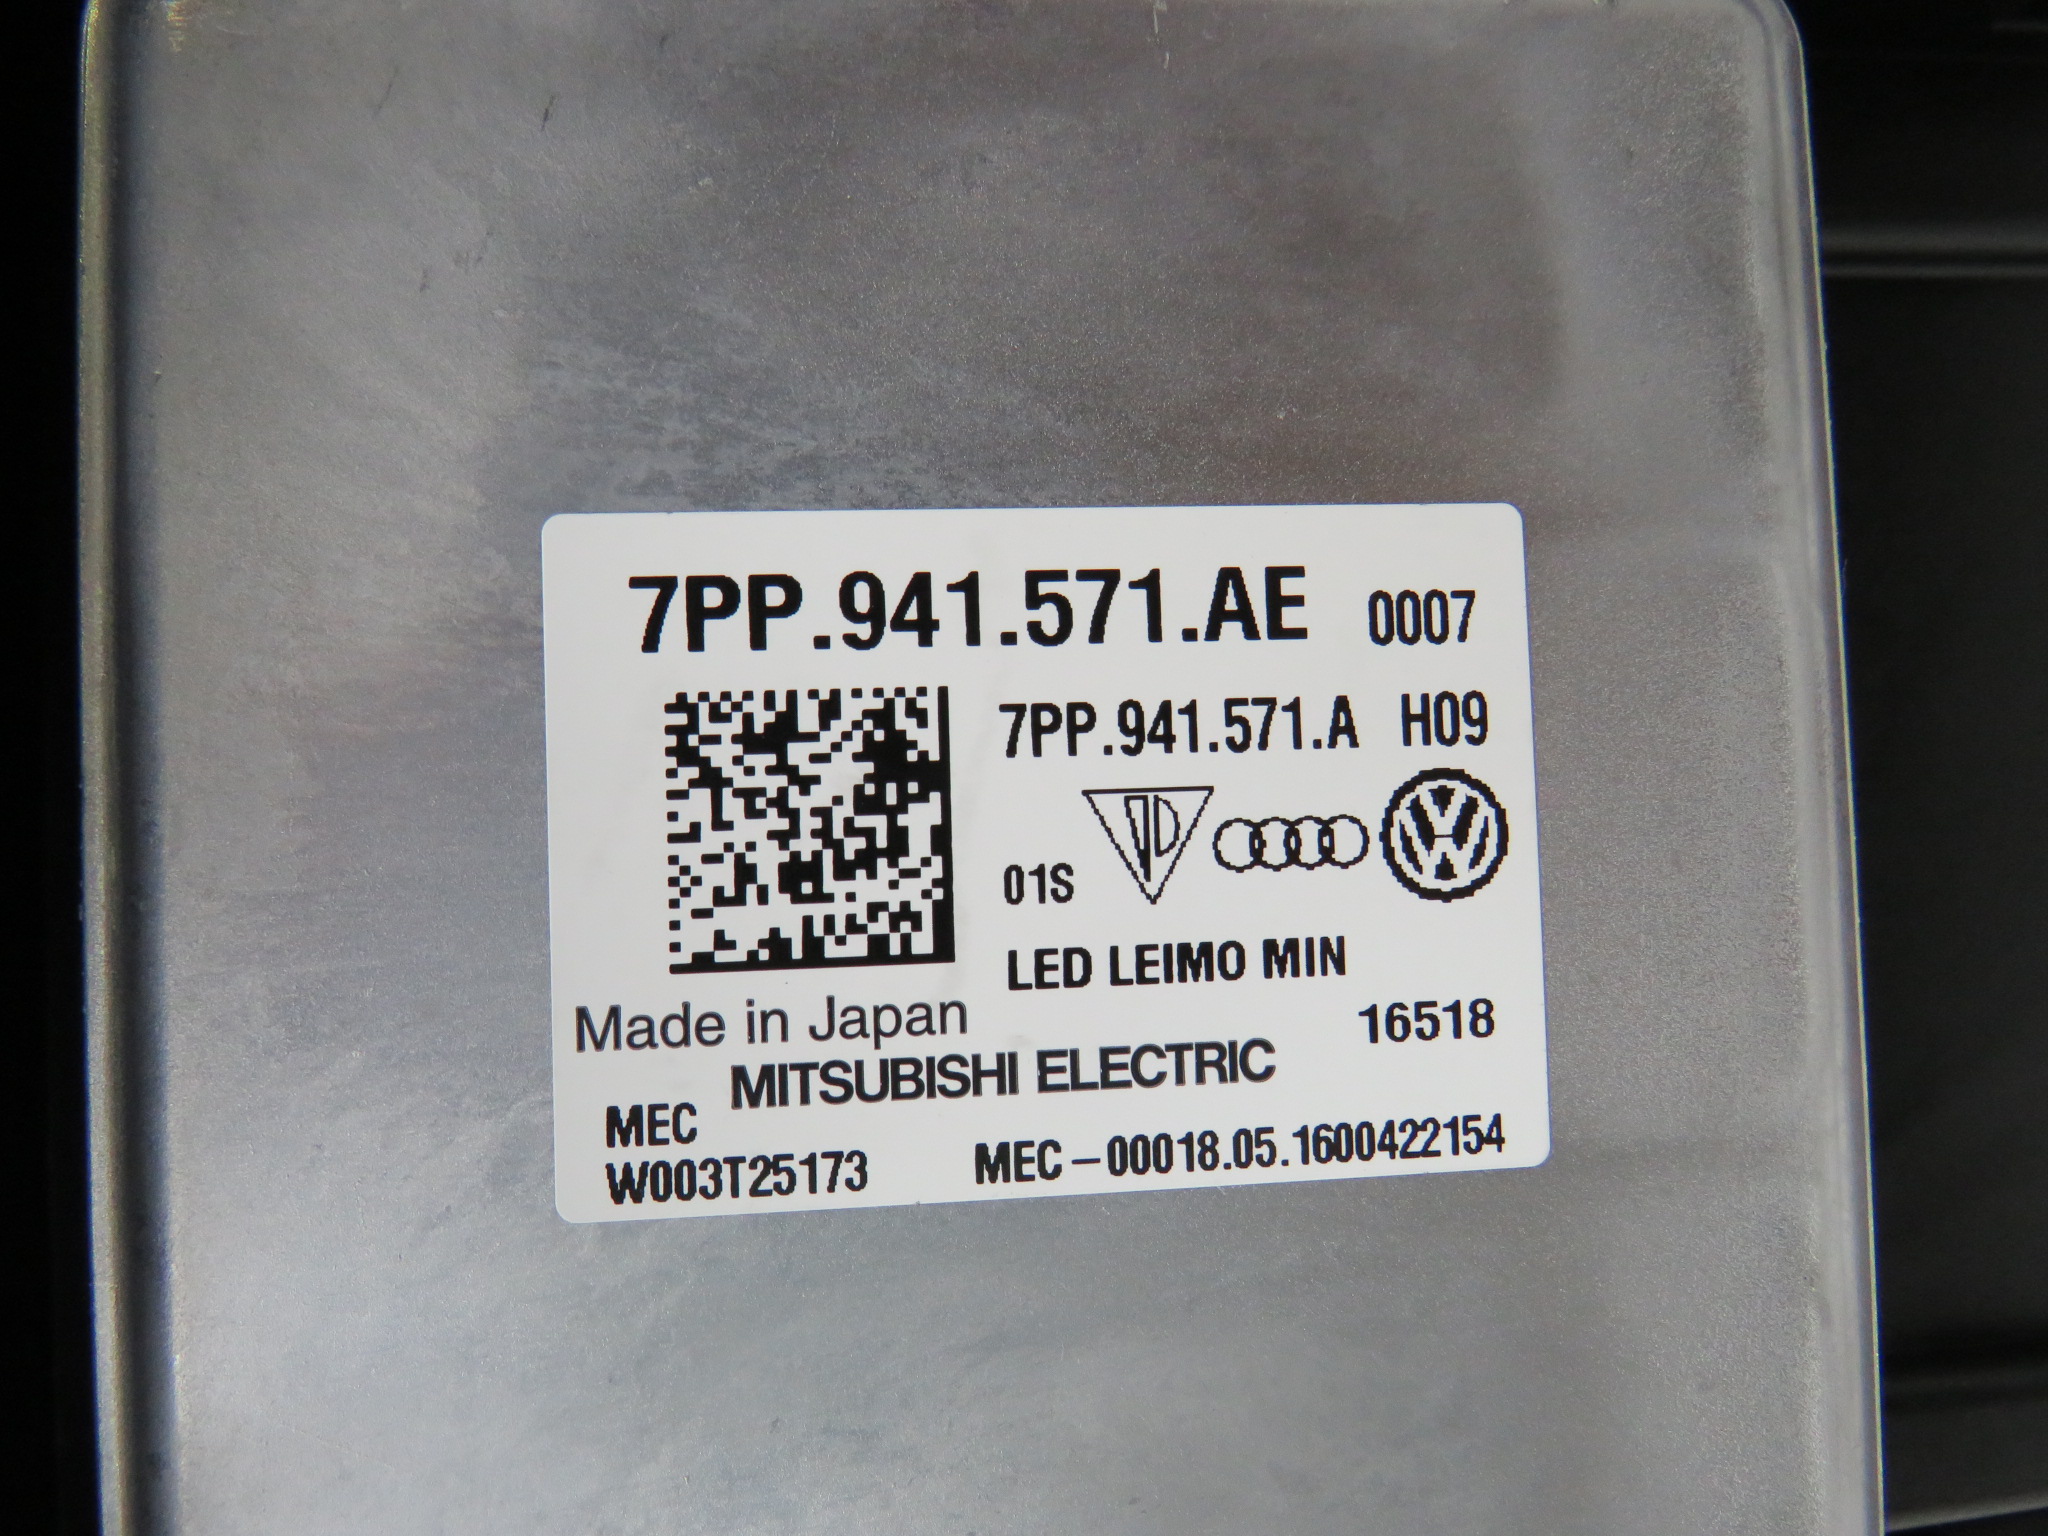 7PP.941.571.AE 0007
7PP.941.571.A H09
01S
LED LEIMO MIN
Made in Japan 16518
MITSUBISHI ELECTRIC
MEC
W003T25173 MEC-00018.05.1600422154